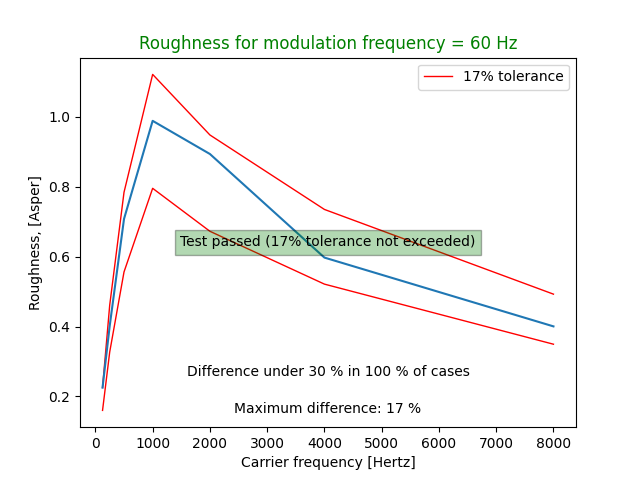 Roughness for modulation frequency = 60 Hz
17% tolerance
Roughness, [Asper]
1.0
0.8
0.6
0.4
0.2
Test passed (17% tolerance not exceeded)
Difference under 30 % in 100 % of cases
Maximum difference: 17 %
0 1000 2000 3000 4000 5000 6000 7000 8000
Carrier frequency [Hertz]